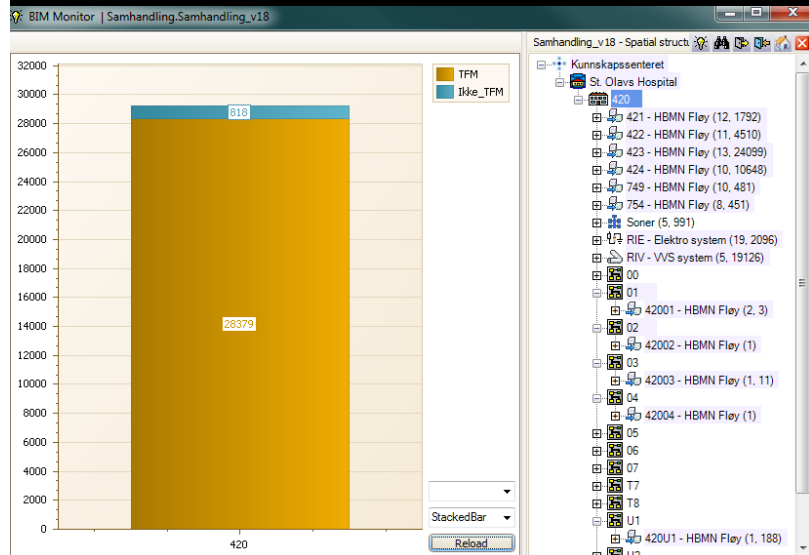 BIM Monitor | Samhandling.Samhandling_v18
32000
30000
28000
26000
24000
22000
20000
18000
16000
14000
12000
10000
8000
6000
4000
2000
0
818
28379
420
TFM
Ikke_TFM
StackedBar
Reload
Samhandling_v18 - Spatial structu
Kunnskapssenteret
St. Olavs Hospital
420
421 - HBMN Fløy (12, 1792)
422 - HBMN Fløy (11, 4510)
423 - HBMN Fløy (13, 24099)
424 - HBMN Fløy (10, 10648)
749 - HBMN Fløy (10, 481)
754 - HBMN Fløy (8, 451)
Soner (5, 991)
RIE - Elektro system (19, 2096)
RIV - VVS system (5, 19126)
00
01
42001 - HBMN Fløy (2, 3)
02
42002 - HBMN Fløy (1)
03
42003 - HBMN Fløy (1, 11)
04
42004 - HBMN Fløy (1)
05
06
07
T7
T8
U1
420U1 - HBMN Fløy (1, 188)